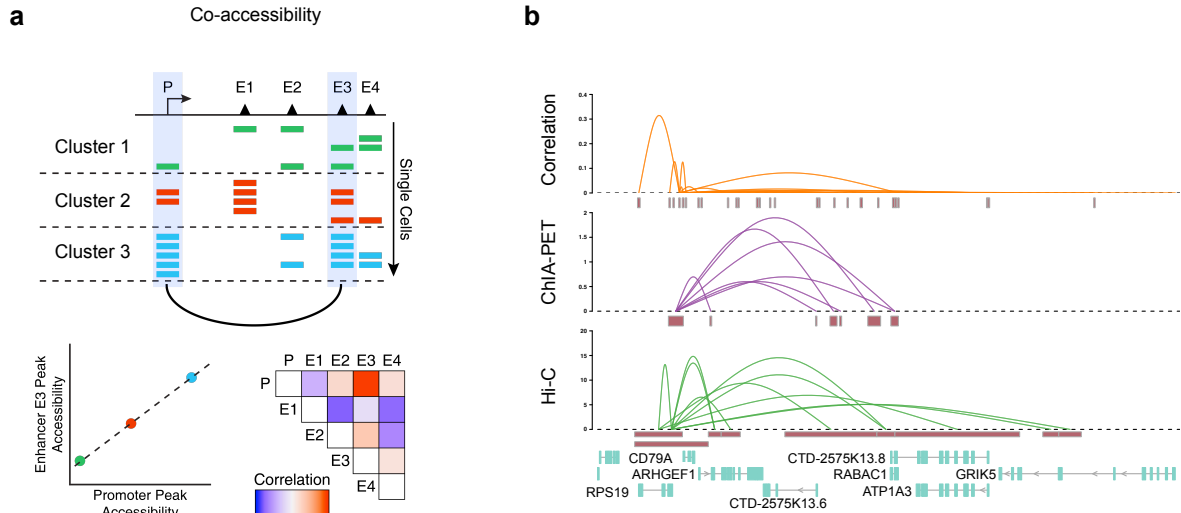 a
Co-accessibility
P
E1
E2
E3
E4
Cluster 1
Cluster 2
Cluster 3
Single Cells
Enhancer E3 Peak
Accessibility
Promoter Peak
Accessibility
P E1 E2 E3 E4
P
E1
E2
E3
E4
Correlation
b
Correlation
0.4
0.3
0.2
0.1
0
ChIA-PET
2
1.5
1
0.5
0
Hi-C
20
15
10
5
0
CD79A
CTD-2575K13.8
ARHGEF1
RABAC1
GRIK5
RPS19
ATP1A3
CTD-2575K13.6